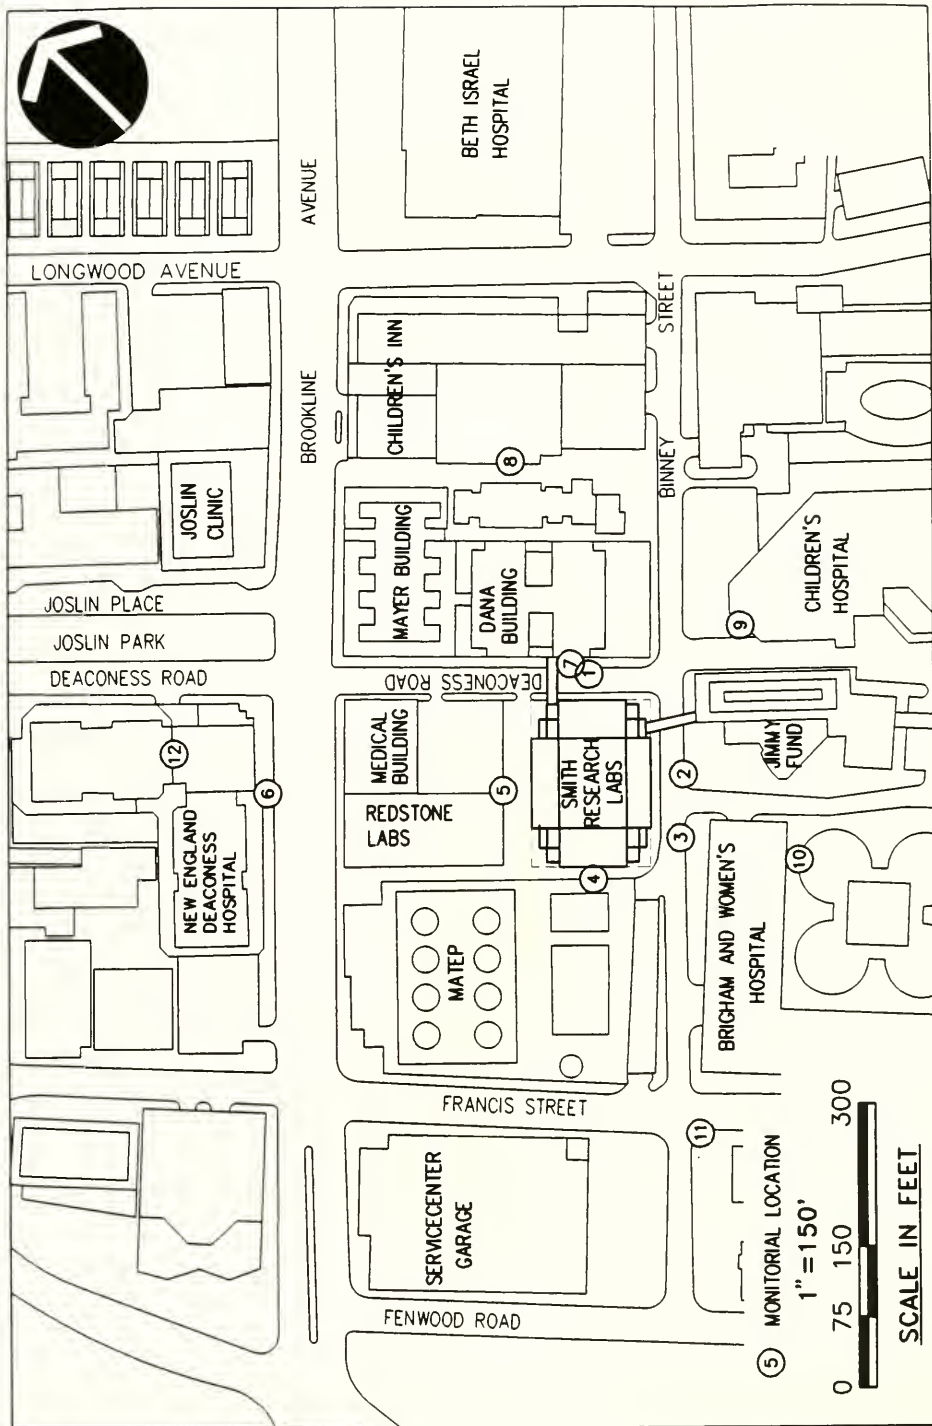 BETH ISRAEL
HOSPITAL
AVENUE
LONGWOOD AVENUE
STREET
BROOKLINE
CHILDREN'S INN
8
BINNEY
JOSLIN
CLINIC
MAYER BUILDING
DANA
BUILDING
CHILDREN'S
HOSPITAL
JOSLIN PLACE
JOSLIN PARK
DEACONESS ROAD
DEACONESS ROAD
9
7
1
12
6
NEW ENGLAND
DEACONESS
HOSPITAL
MEDICAL
BUILDING
REDSTONE
LABS
5
SMITH
RESEARCH
LABS
JIMMY
FUND
2
3
4
10
MATEP
BRIGHAM AND WOMEN'S
HOSPITAL
FRANCIS STREET
11
SERVICECENTER
GARAGE
FENWOOD ROAD
5 MONITORIAL LOCATION
1"=150'
0 75 150 300
SCALE IN FEET